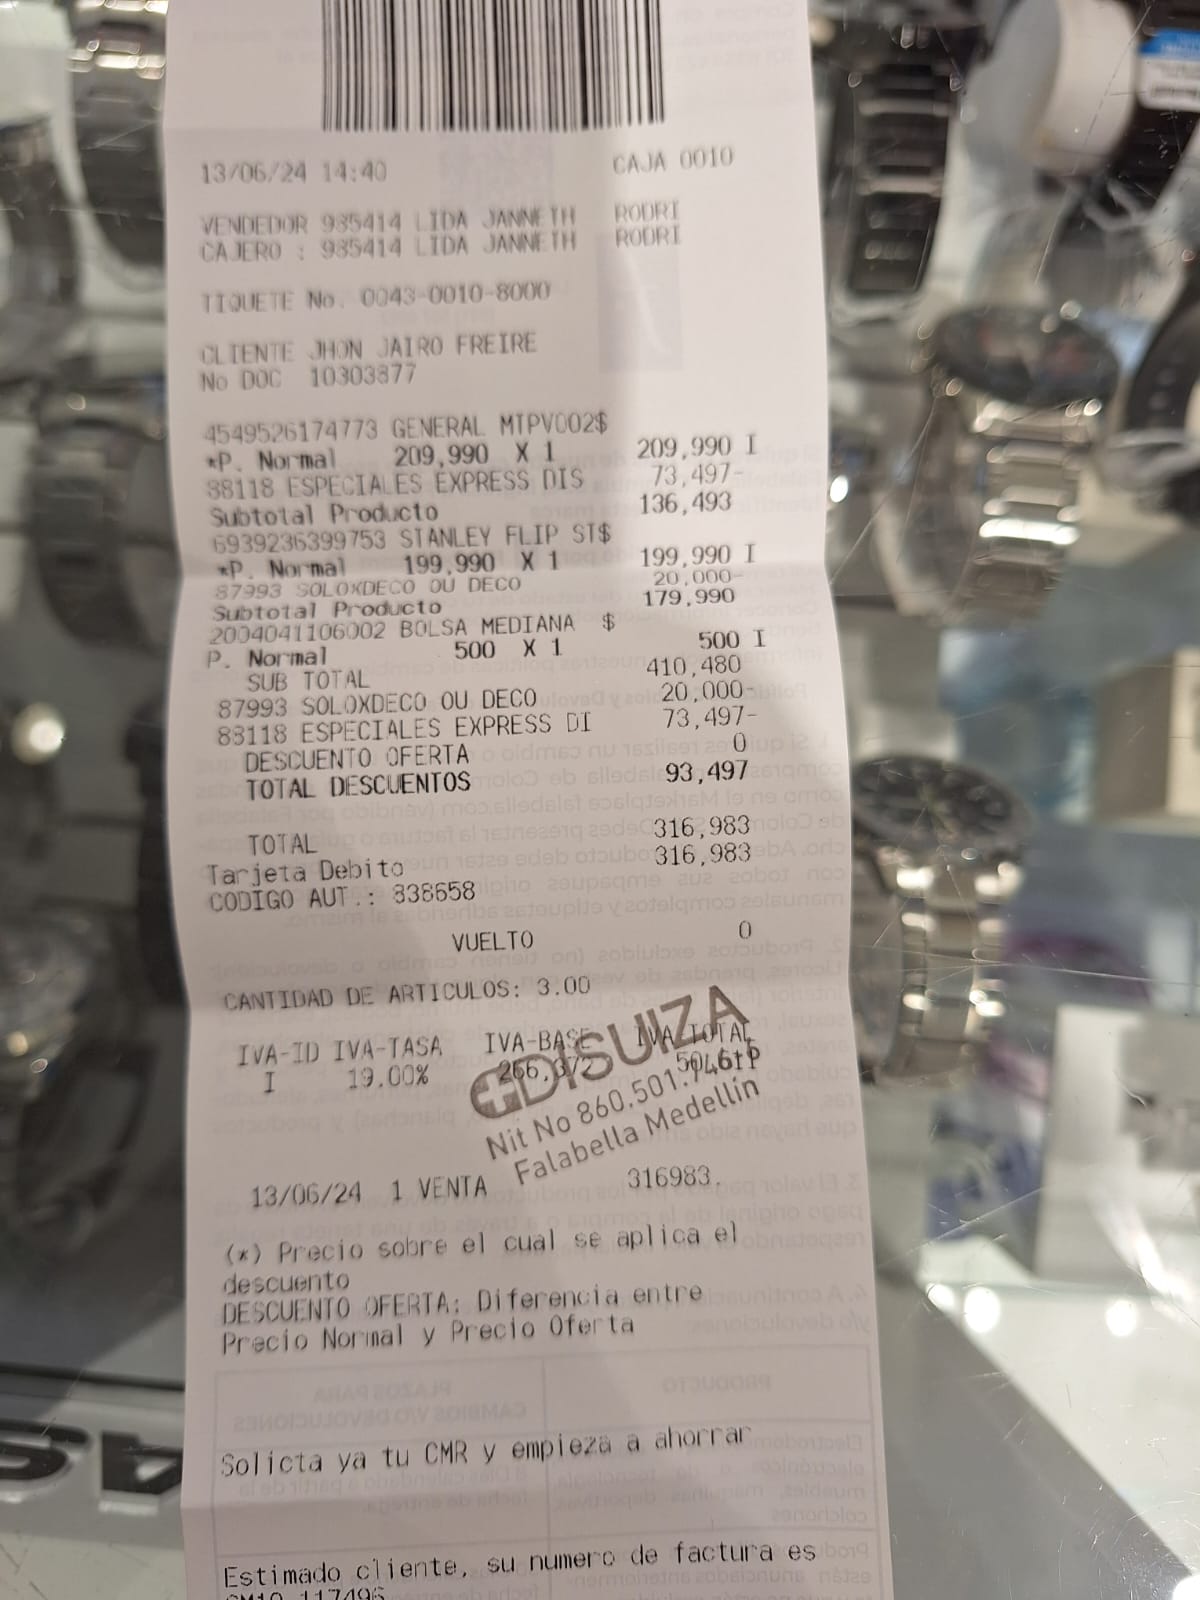 13/06/24 14:40 CAJA 0010
VENDEDOR 985414 LIDA JANNETH RODRI
CAJERO : 985414 LIDA JANNETH RODRI
TIQUETE No. 0043-0010-8000
CLIENTE JHON JAIRO FREIRE
No DOC 10303877
4549526174773 GENERAL MTPV002$
*P. Normal 209,990 X 1 209,990 I
88118 ESPECIALES EXPRESS DIS 73,497-
Subtotal Producto 136,493
6939236399753 STANLEY FLIP ST$
*P. Normal 199,990 X 1 199,990 I
87993 SOLOXDECO OU DECO 20,000-
Subtotal Producto 179,990
2004041106002 BOLSA MEDIANA $
P. Normal 500 X 1 500 I
SUB TOTAL 410,480
87993 SOLOXDECO OU DECO 20,000-
88118 ESPECIALES EXPRESS DI 73,497-
DESCUENTO OFERTA 0
TOTAL DESCUENTOS 93,497
TOTAL 316,983
Tarjeta Debito 316,983
CODIGO AUT.: 838658
VUELTO 0
CANTIDAD DE ARTICULOS: 3.00
IVA-ID IVA-TASA IVA-BASE IVA-TOTAL
I 19.00%
DISUIZA
Nit No 860.501.
Falabella Medellín
13/06/24 1 VENTA 316983.
(*) Precio sobre el cual se aplica el
descuento
DESCUENTO OFERTA: Diferencia entre
Precio Normal y Precio Oferta
Solicta ya tu CMR y empieza a ahorrar
Estimado cliente, su numero de factura es